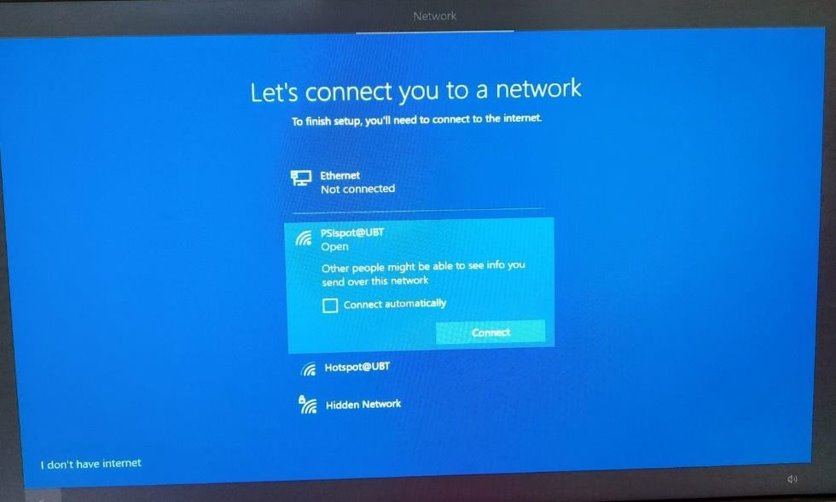 Network
Let's connect you to a network
To finish setup, you'll need to connect to the internet.
Ethernet
Not connected
PSIspot@UBT
Open
Other people might be able to see info you
send over this network
Connect automatically
Connect
Hotspot@UBT
Hidden Network
I don't have internet